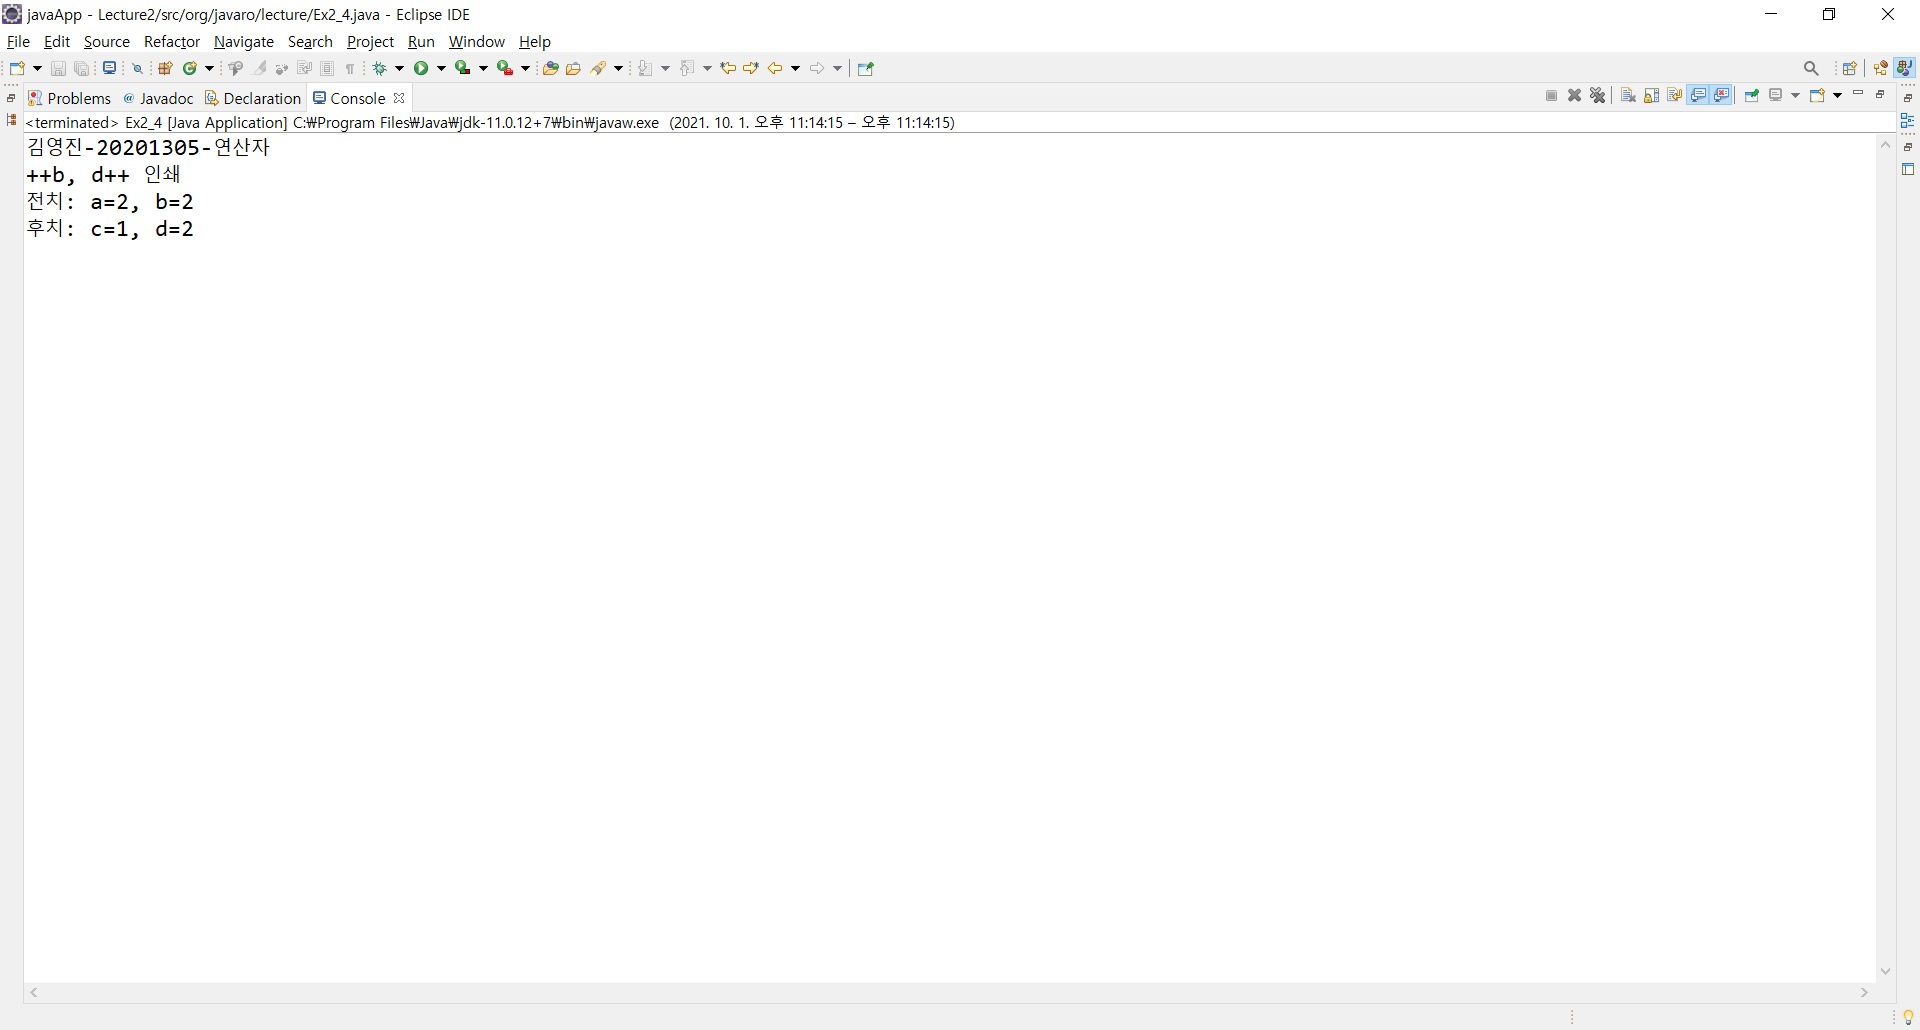 javaApp - Lecture2/src/org/javaro/lecture/Ex2_4.java - Eclipse IDE
File Edit Source Refactor Navigate Search Project Run Window Help
Problems @ Javadoc Declaration Console
<terminated> Ex2_4 [Java Application] C:₩Program Files₩Java₩jdk-11.0.12+7₩bin₩javaw.exe (2021. 10. 1. 오후 11:14:15 – 오후 11:14:15)
김영진-20201305-연산자
++b, d++ 인쇄
전치: a=2, b=2
후치: c=1, d=2